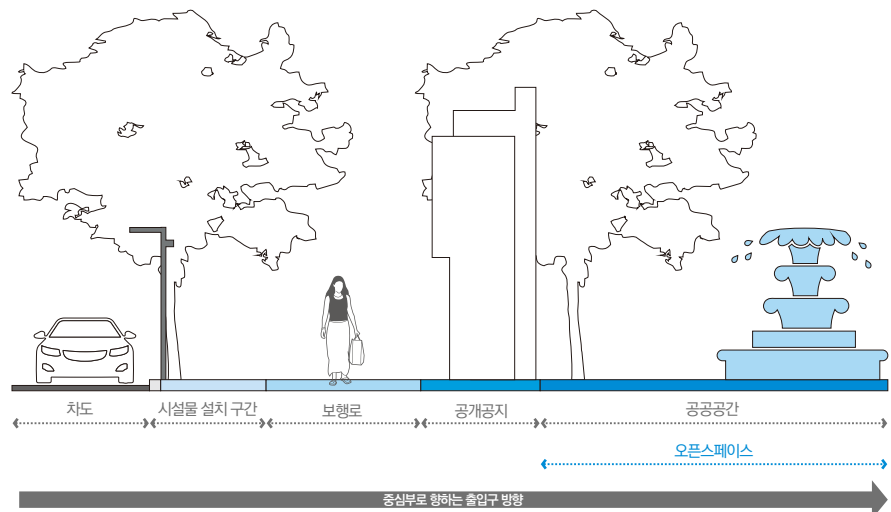 차도
시설물 설치 구간
보행로
공개공지
공공공간
오픈스페이스
중심부로 향하는 출입구 방향